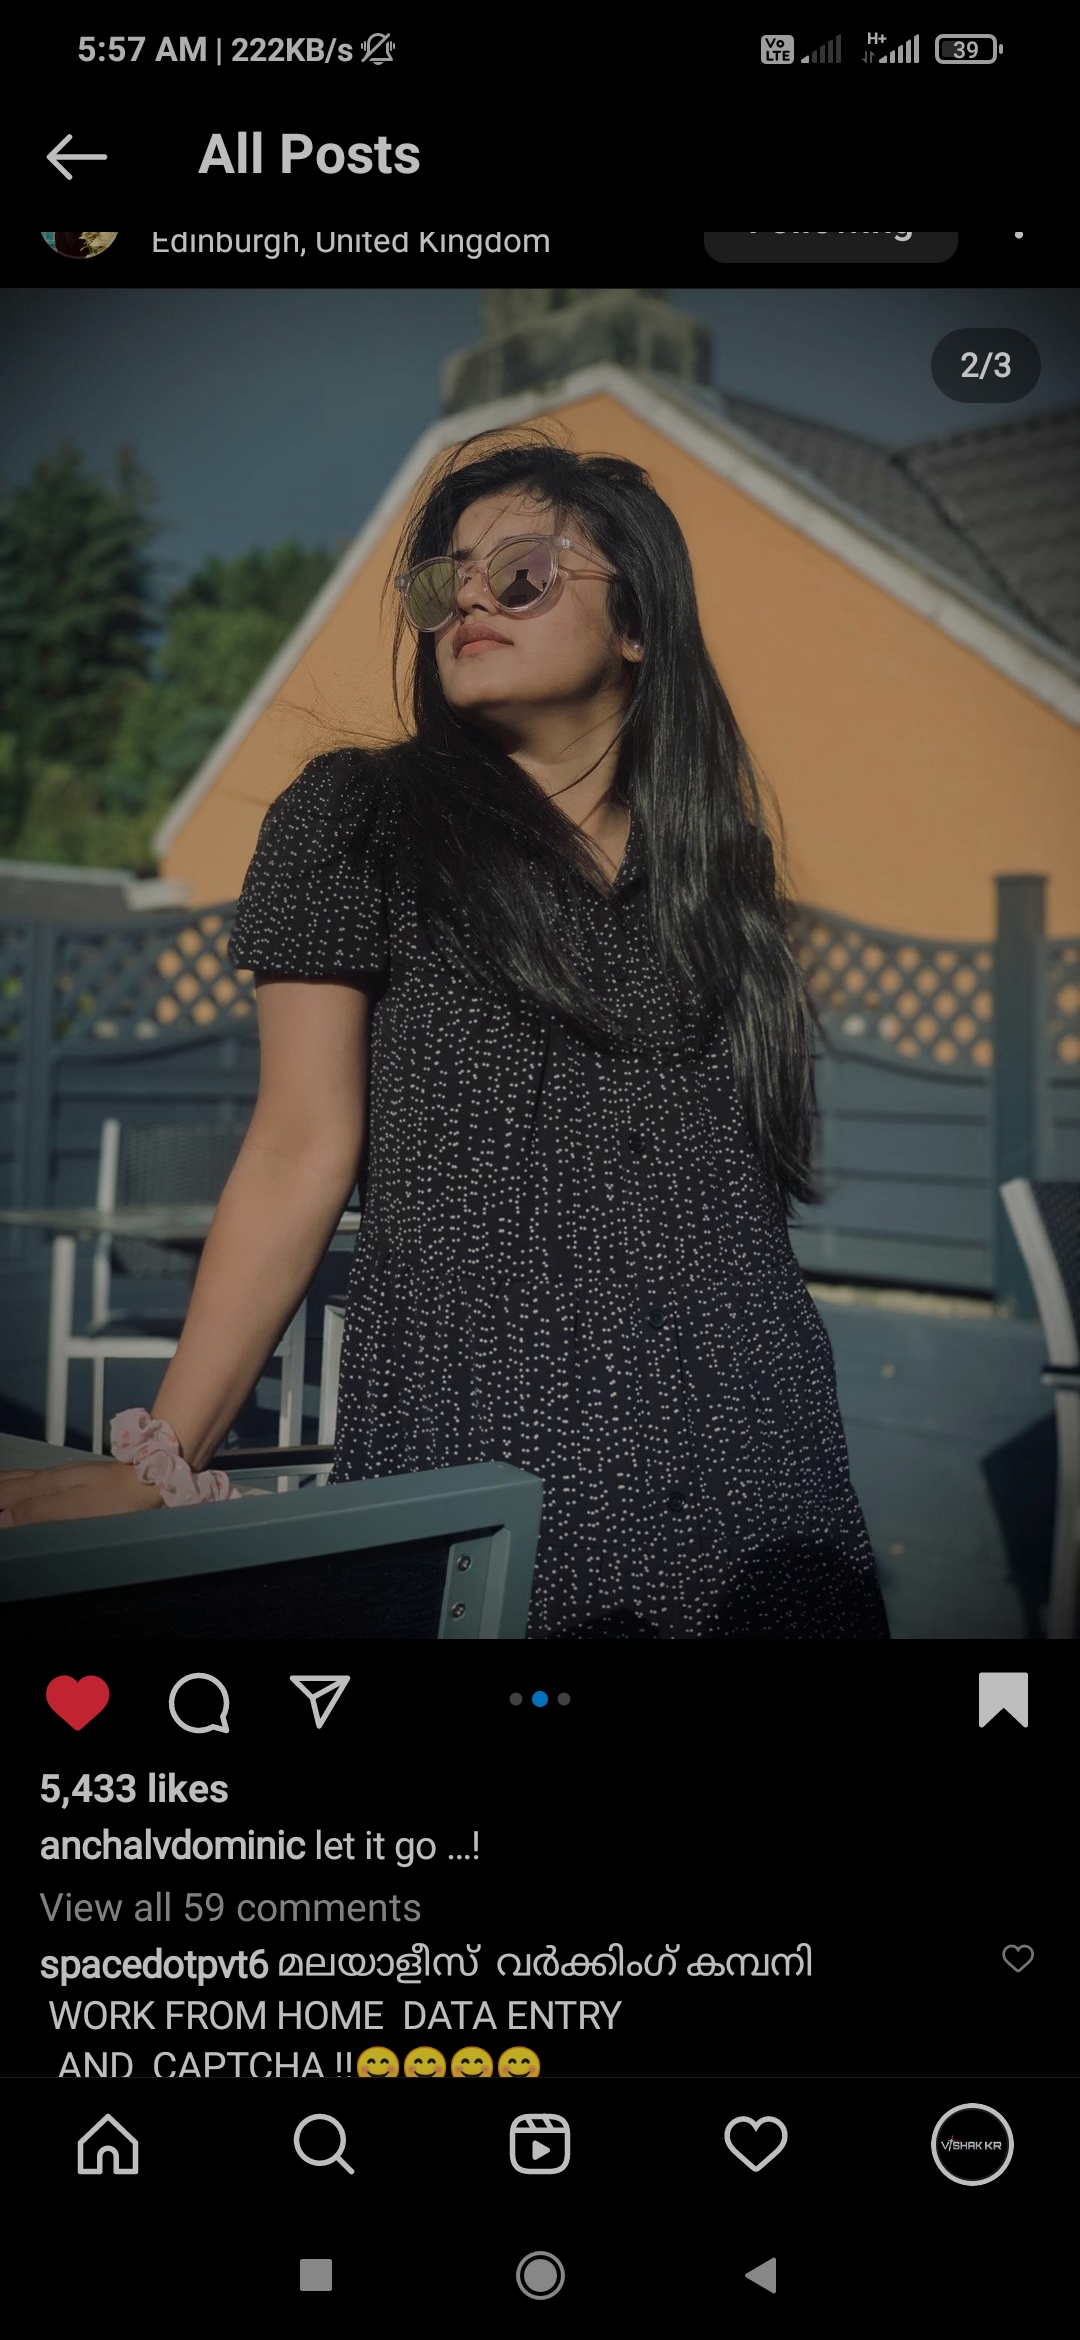 5:57 AM | 222KB/s
Vo LTE
H+
39
All Posts
Edinburgh, United Kingdom
Following
2/3
5,433 likes
anchalvdominic let it go ...!
View all 59 comments
spacedotpvt6 മലയാളീസ് വർക്കിംഗ് കമ്പനി
WORK FROM HOME DATA ENTRY
AND CAPTCHA !!😊😊😊😊
VISHAK KR